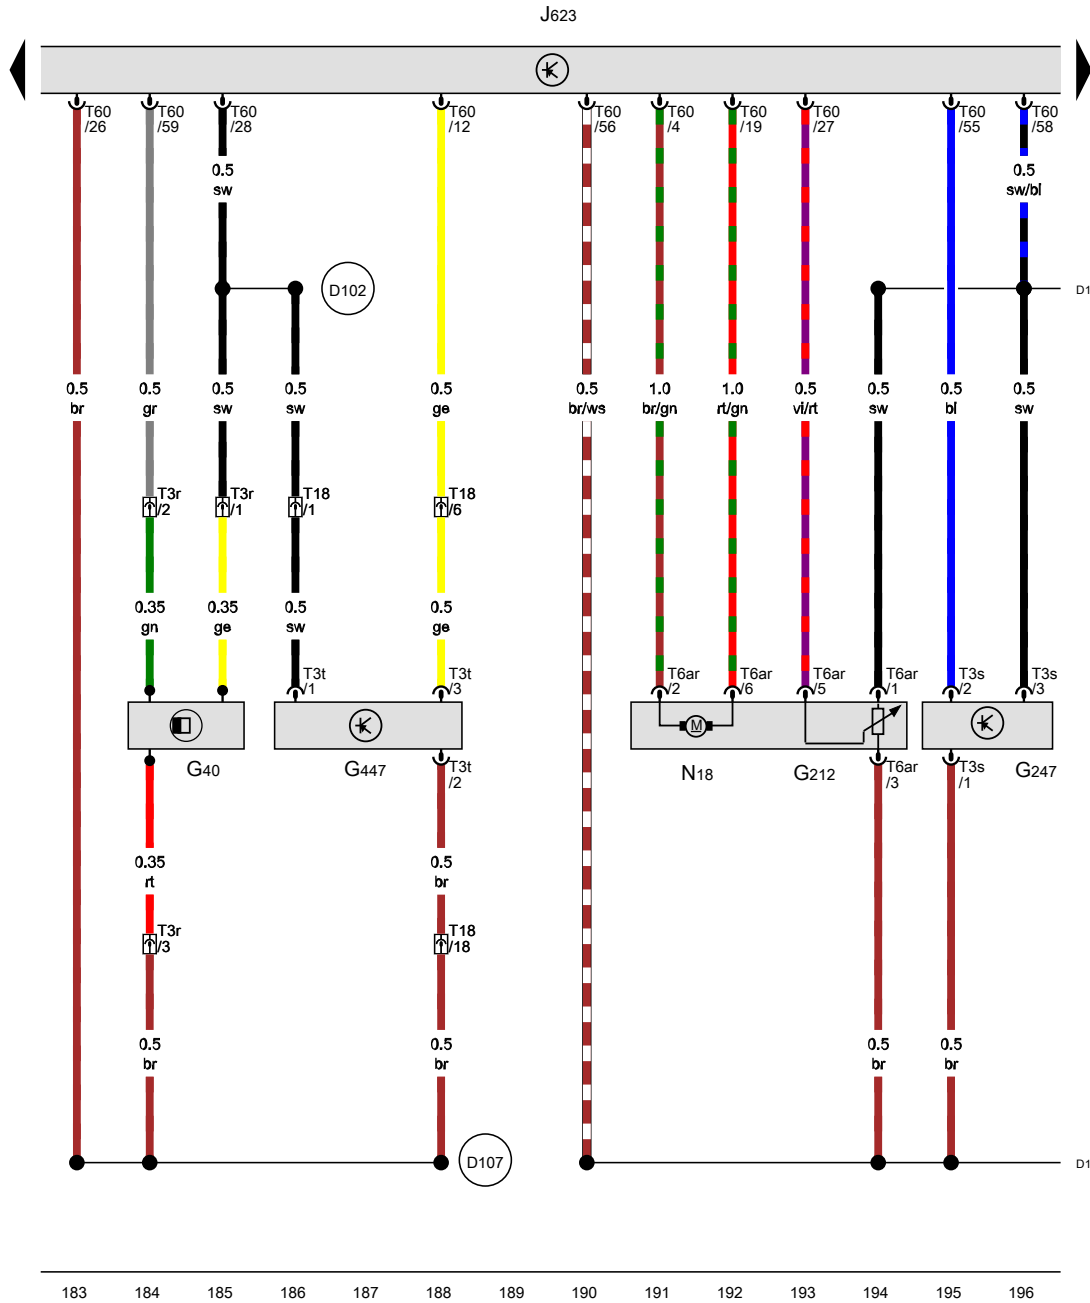 J623
T60 T60 T60 T60 T60 T60 T60 T60 T60 T60
/26 /59 /28 /12 /56 /4 /19 /27 /55 /58
0.5 0.5
sw sw/bl
D102 D1
0.5 0.5 0.5 0.5 0.5 0.5 1.0 1.0 0.5 0.5 0.5 0.5
br gr sw sw ge br/ws br/gn rt/gn vi/rt sw bl sw
T3r T3r T18 T18
/2 /1 /1 /6
0.35 0.35 0.5 0.5
gn ge sw ge
T3t T3t T6ar T6ar T6ar T6ar T3s T3s
/1 /3 /2 /6 /5 /1 /2 /3
M
G40 G447 N18 G212 G247
T3t T6ar T3s
/2 /3 /1
0.35 0.5
rt br
T3r T18
/3 /18
0.5 0.5 0.5 0.5
br br br br
D107 D1
183 184 185 186 187 188 189 190 191 192 193 194 195 196